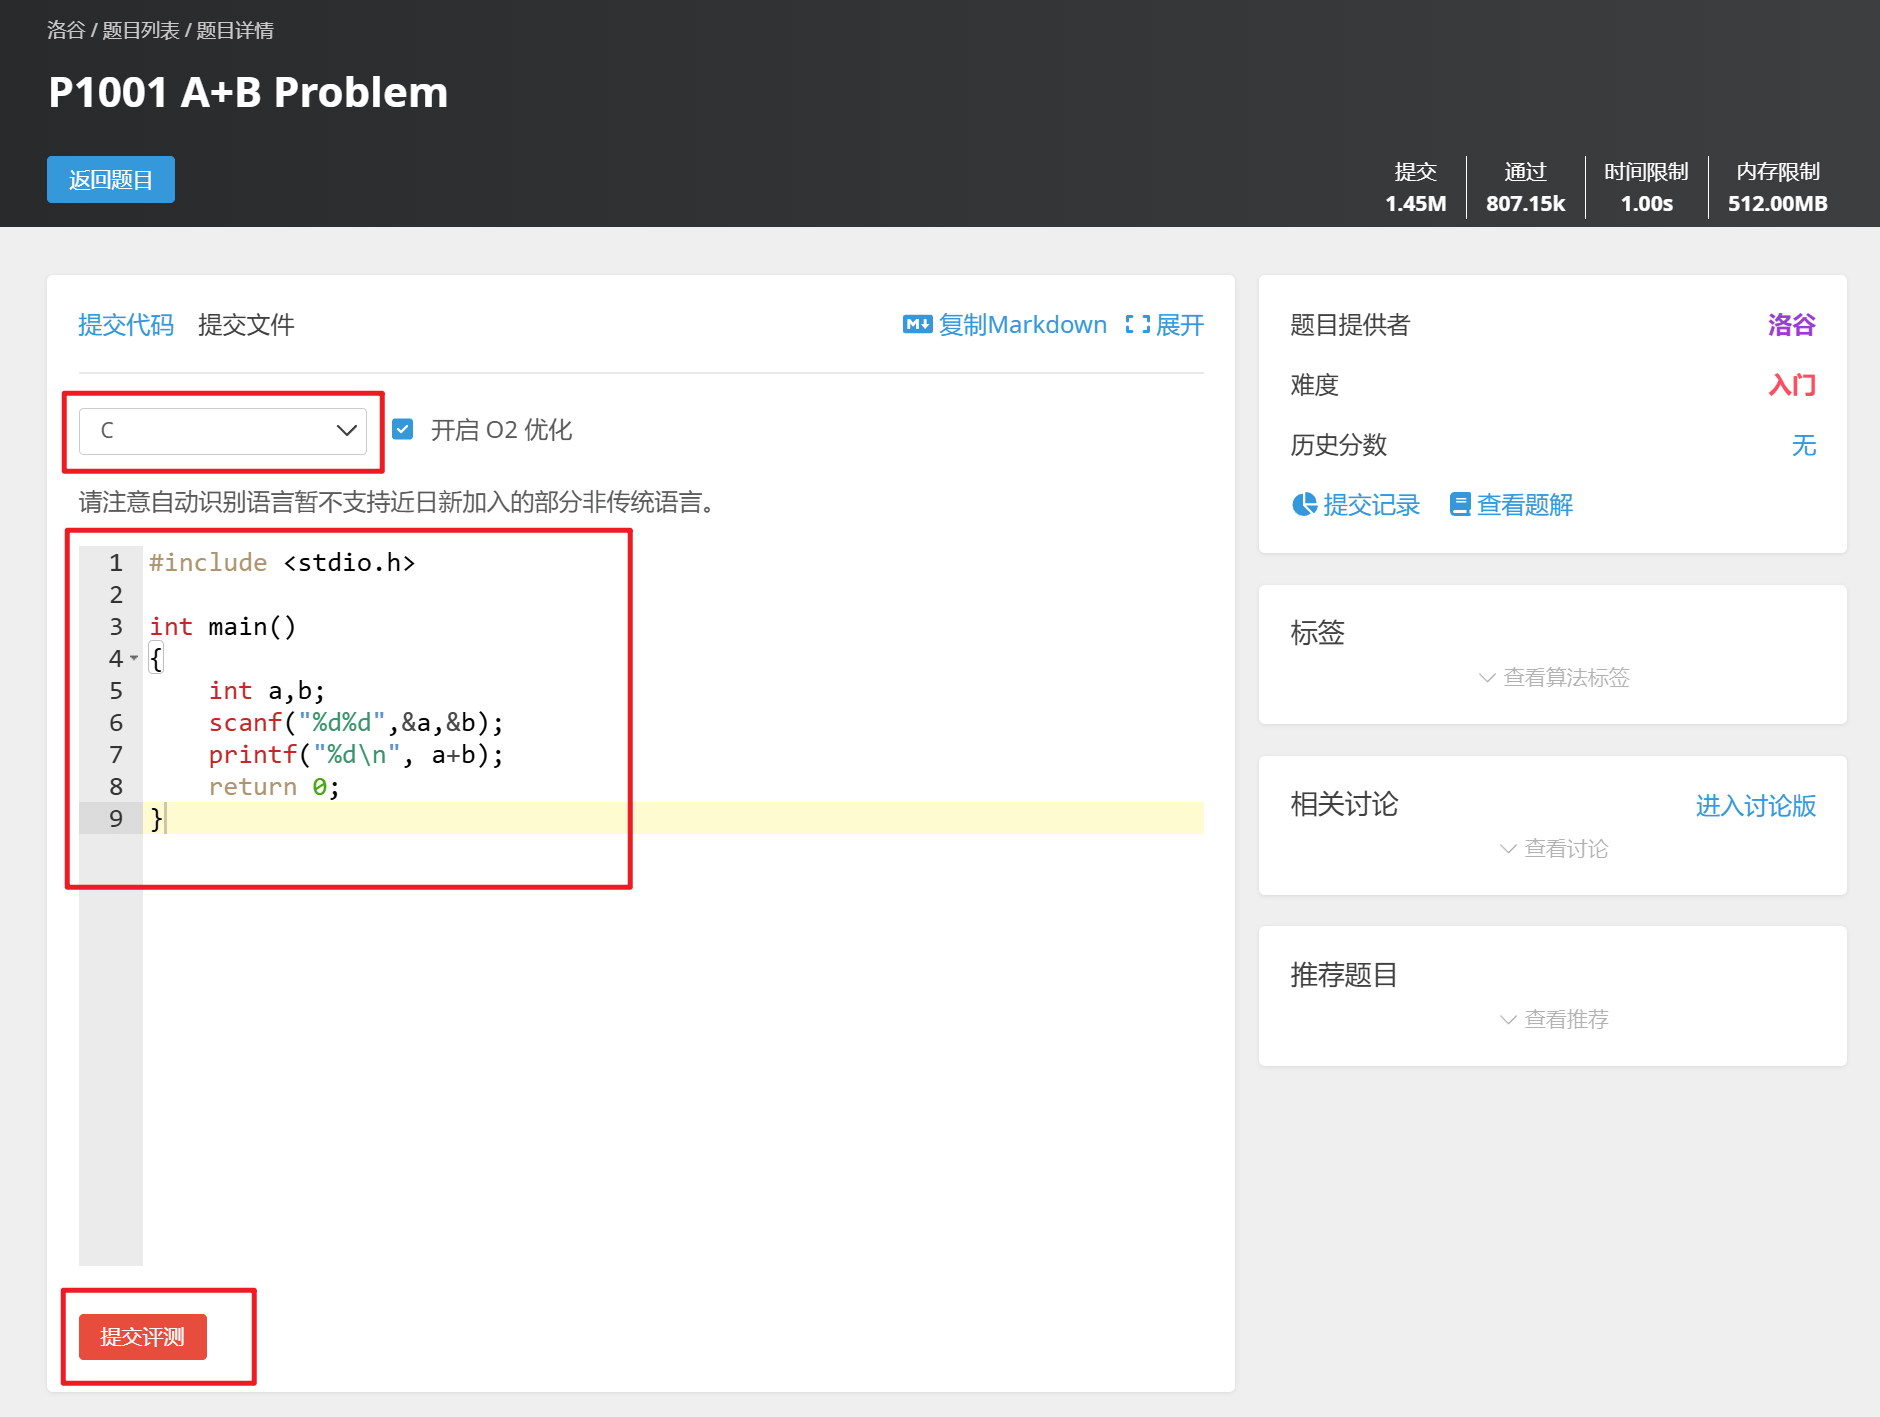 洛谷 / 题目列表 / 题目详情
P1001 A+B Problem
返回题目
提交 通过 时间限制 内存限制
1.45M 807.15k 1.00s 512.00MB
提交代码 提交文件 复制Markdown 展开
C 开启 O2 优化
请注意自动识别语言暂不支持近日新加入的部分非传统语言。
1 #include <stdio.h>
2
3 int main()
4 {
5     int a,b;
6     scanf("%d%d",&a,&b);
7     printf("%d\n", a+b);
8     return 0;
9 }
提交评测
题目提供者 洛谷
难度 入门
历史分数 无
提交记录 查看题解
标签
查看算法标签
相关讨论 进入讨论版
查看讨论
推荐题目
查看推荐